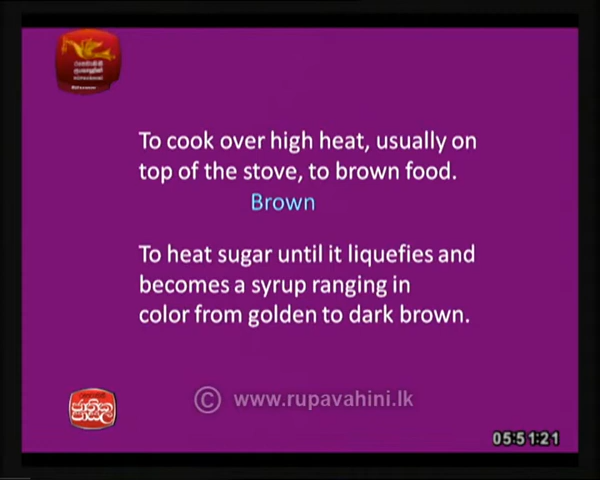 To cook over high heat, usually on
top of the stove, to brown food.
Brown
To heat sugar until it liquefies and
becomes a syrup ranging in
color from golden to dark brown.
© www.rupavahini.lk
ජාතික
පාසල
05:51:21